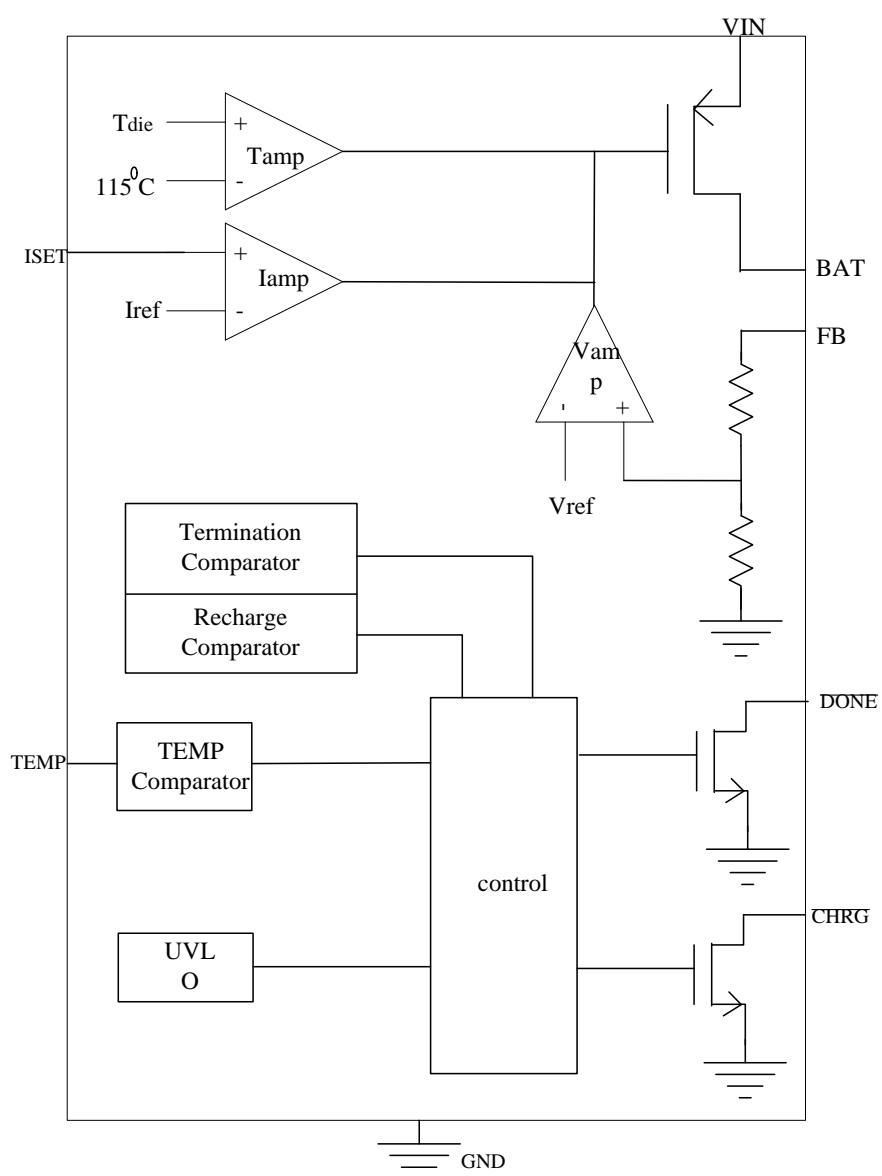 VIN
Tdie
+
Tamp
115⁰C
-
ISET
+
Iamp
BAT
Iref
-
FB
Vam
p
-
+
Vref
Termination
Comparator
Recharge
Comparator
DONE
TEMP
TEMP
Comparator
control
CHRG
UVL
O
GND